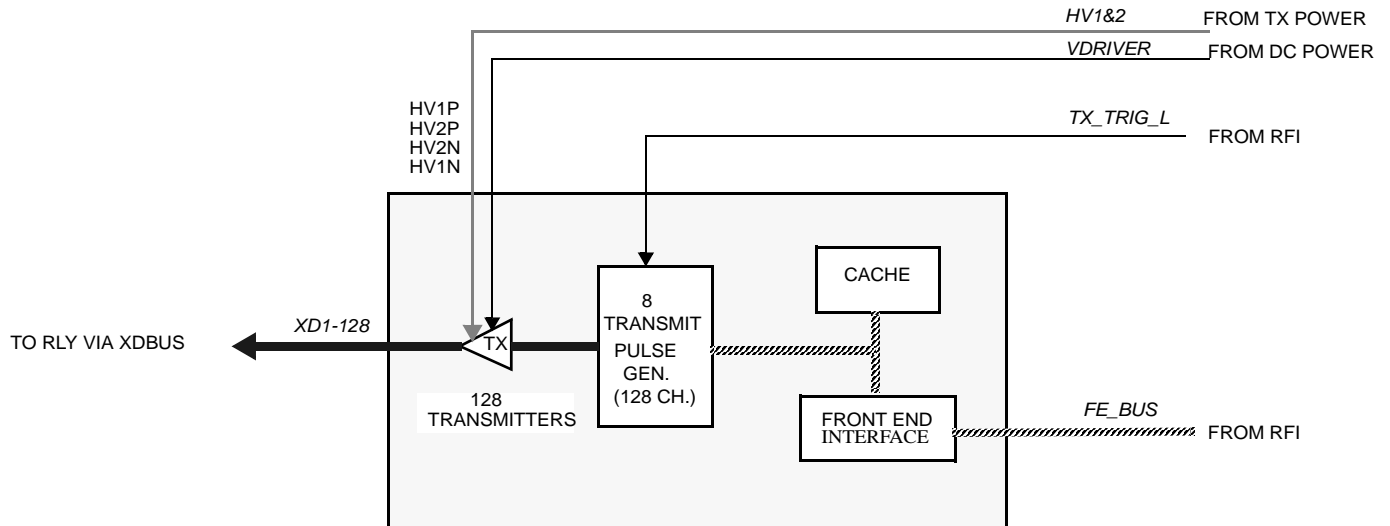 HV1&2
FROM TX POWER
VDRIVER
FROM DC POWER
HV1P
HV2P
HV2N
HV1N
TX_TRIG_L
FROM RFI
CACHE
8
TRANSMIT
PULSE
GEN.
(128 CH.)
TO RLY VIA XDBUS
XD1-128
TX
128
TRANSMITTERS
FRONT END
INTERFACE
FE_BUS
FROM RFI